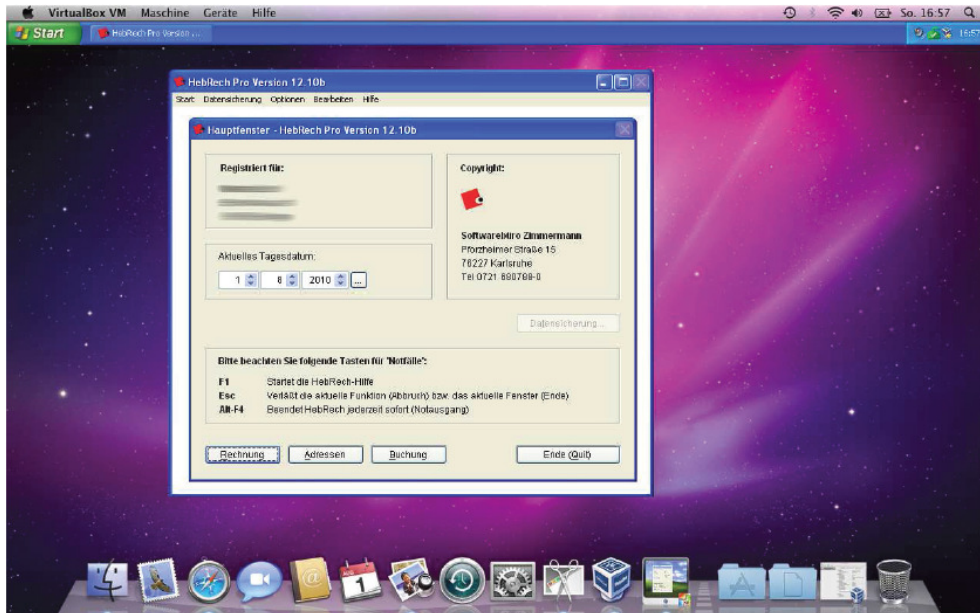 VirtualBox VM Maschine Geräte Hilfe So. 16:57
Start HebRech Pro Version ... 16:57
HebRech Pro Version 12.10b
Start Datensicherung Optionen Bearbeiten Hilfe
Hauptfenster - HebRech Pro Version 12.10b
Registriert für:
Copyright:
Softwarebüro Zimmermann
Pforzheimer Straße 15
76227 Karlsruhe
Tel 0721
Aktuelles Tagesdatum:
1 8 2010 ...
Datensicherung...
Bitte beachten Sie folgende Tasten für "Notfälle":
F1 Startet die HebRech-Hilfe
Esc Verläßt die aktuelle Funktion (Abbruch) bzw. das aktuelle Fenster (Ende)
Alt-F4 Beendet HebRech jederzeit sofort (Notausgang)
Rechnung Adressen Buchung Ende (Quit)
1